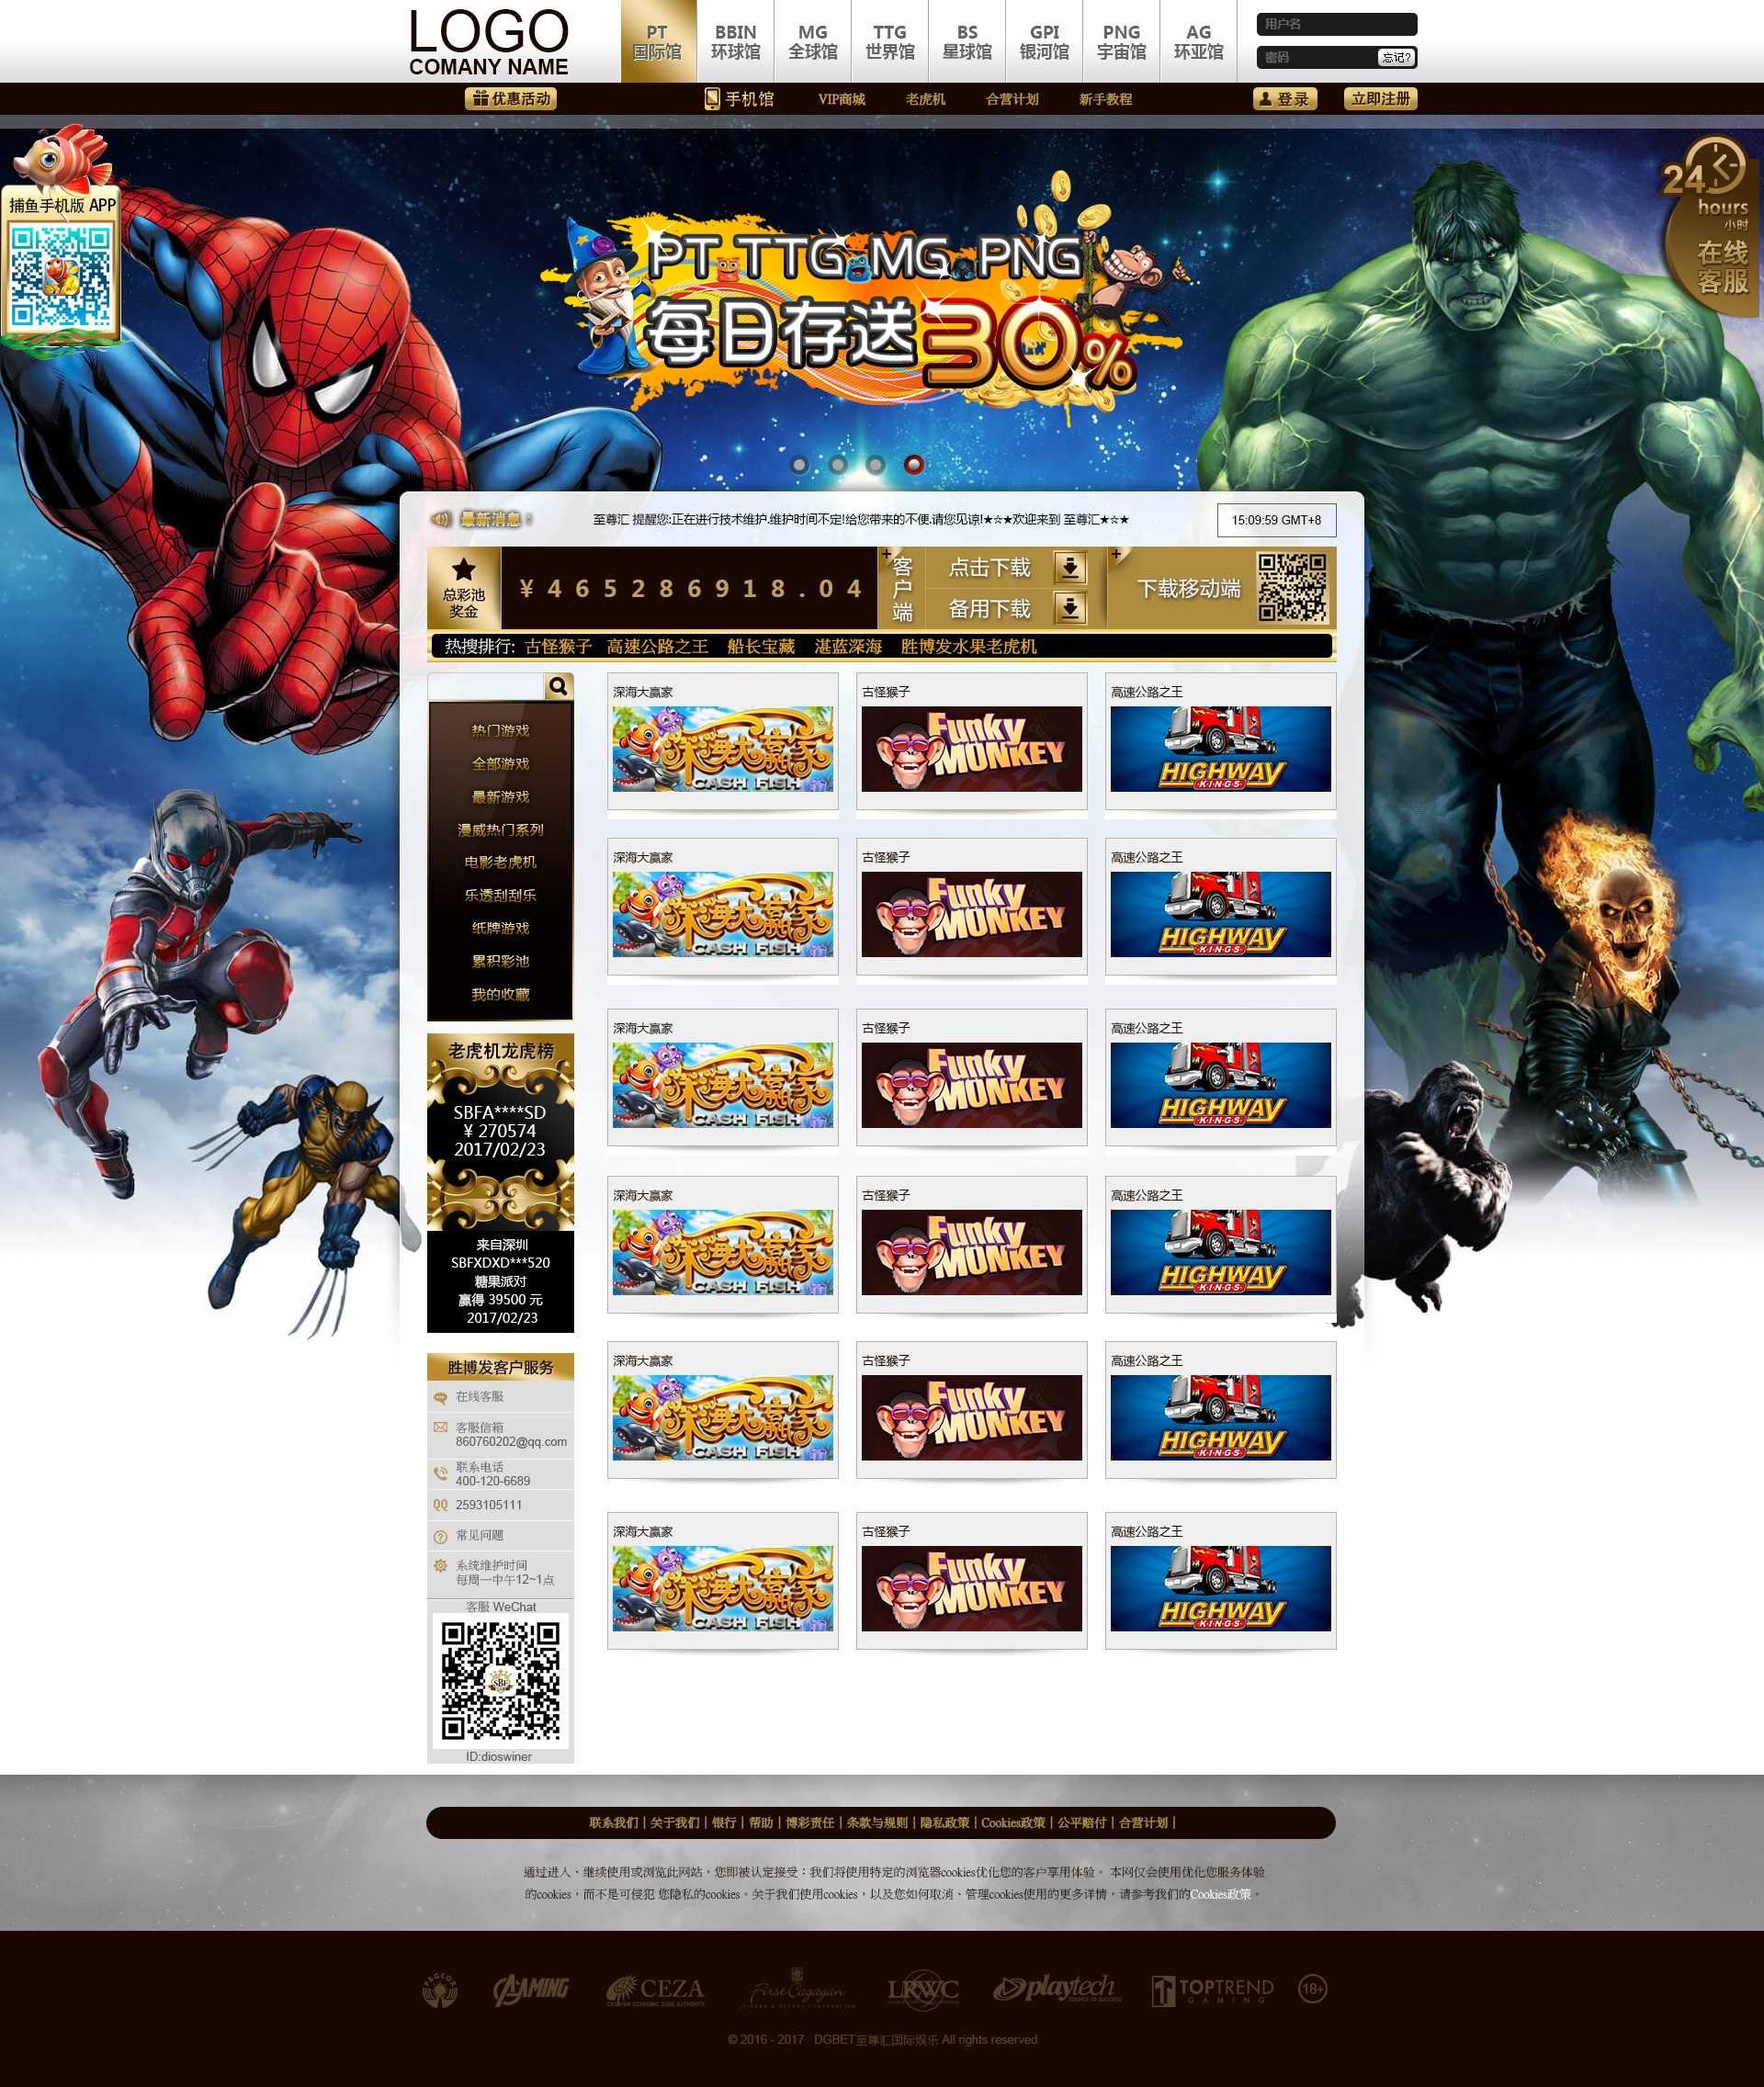 LOGO
COMANY NAME
PT
国际馆
BBIN
环球馆
MG
全球馆
TTG
世界馆
BS
星球馆
GPI
银河馆
PNG
宇宙馆
AG
环亚馆
用户名
密码
忘记?
优惠活动
手机馆
VIP商城
老虎机
合营计划
新手教程
登录
立即注册
捕鱼手机版 APP
24
hours
小时
在线
客服
PT TTG MG PNG
每日存送30%
最新消息：
至尊汇 提醒您:正在进行技术维护.维护时间不定!给您带来的不便.请您见谅!★☆★欢迎来到 至尊汇★☆★
15:09:59 GMT+8
总彩池
奖金
¥465286918.04
客户端
点击下载
备用下载
下载移动端
热搜排行: 古怪猴子 高速公路之王 船长宝藏 湛蓝深海 胜博发水果老虎机
热门游戏
全部游戏
最新游戏
漫威热门系列
电影老虎机
乐透刮刮乐
纸牌游戏
累积彩池
我的收藏
老虎机龙虎榜
SBFA****SD
¥ 270574
2017/02/23
来自深圳
SBFXDXD***520
糖果派对
赢得 39500 元
2017/02/23
胜博发客户服务
在线客服
客服信箱
860760202@qq.com
联系电话
400-120-6689
QQ 2593105111
常见问题
系统维护时间
每周一中午12~1点
客服 WeChat
SBF
ID:dioswiner
深海大赢家
CASH FISH
古怪猴子
Funky
MONKEY
高速公路之王
HIGHWAY
KINGS
深海大赢家
CASH FISH
古怪猴子
Funky
MONKEY
高速公路之王
HIGHWAY
KINGS
深海大赢家
CASH FISH
古怪猴子
Funky
MONKEY
高速公路之王
HIGHWAY
KINGS
深海大赢家
CASH FISH
古怪猴子
Funky
MONKEY
高速公路之王
HIGHWAY
KINGS
深海大赢家
CASH FISH
古怪猴子
Funky
MONKEY
高速公路之王
HIGHWAY
KINGS
深海大赢家
CASH FISH
古怪猴子
Funky
MONKEY
高速公路之王
HIGHWAY
KINGS
联系我们 | 关于我们 | 银行 | 帮助 | 博彩责任 | 条款与规则 | 隐私政策 | Cookies政策 | 公平赔付 | 合营计划 |
通过进人、继续使用或浏览此网站，您即被认定接受：我们将使用特定的浏览器cookies优化您的客户享用体验。 本网仅会使用优化您服务体验
的cookies，而不是可侵犯 您隐私的cookies。关于我们使用cookies，以及您如何取消、管理cookies使用的更多详情，请参考我们的Cookies政策。
PAGCOR
GAMING
CEZA
CAGAYAN ECONOMIC ZONE AUTHORITY
First Cagayan
LEISURE & RESORT CORPORATION
LRWC
playtech
SOURCE OF SUCCESS
TOPTREND
GAMING
18+
© 2016 - 2017 DGBET至尊汇国际娱乐 All rights reserved